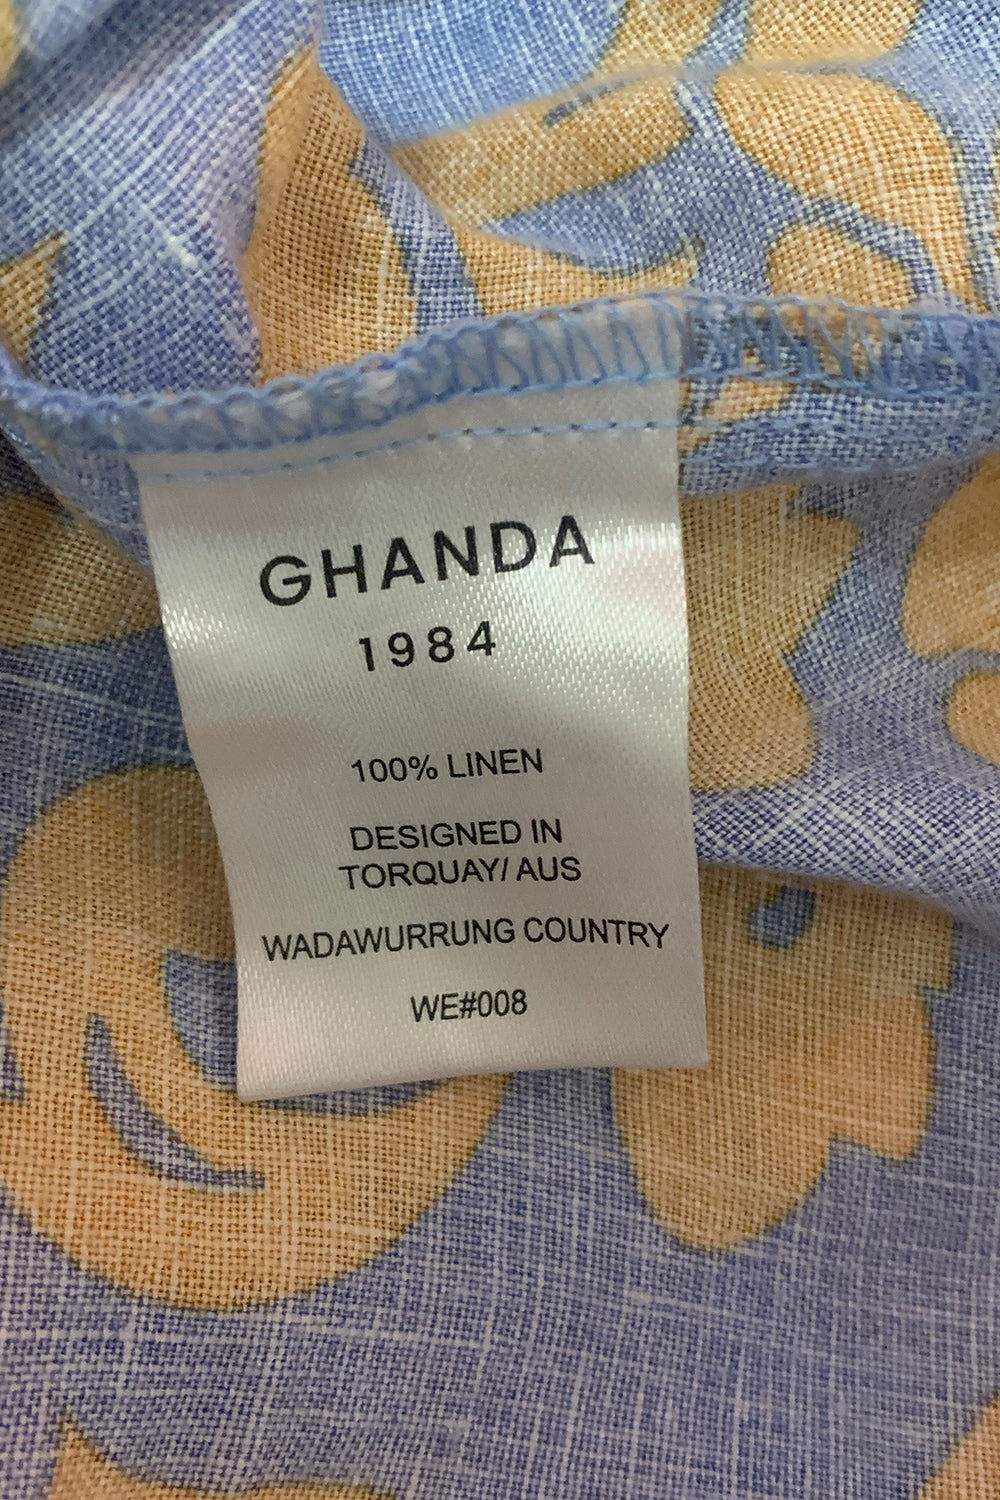 GHANDA
1984
100% LINEN
DESIGNED IN
TORQUAY/ AUS
WADAWURRUNG COUNTRY
WE#008